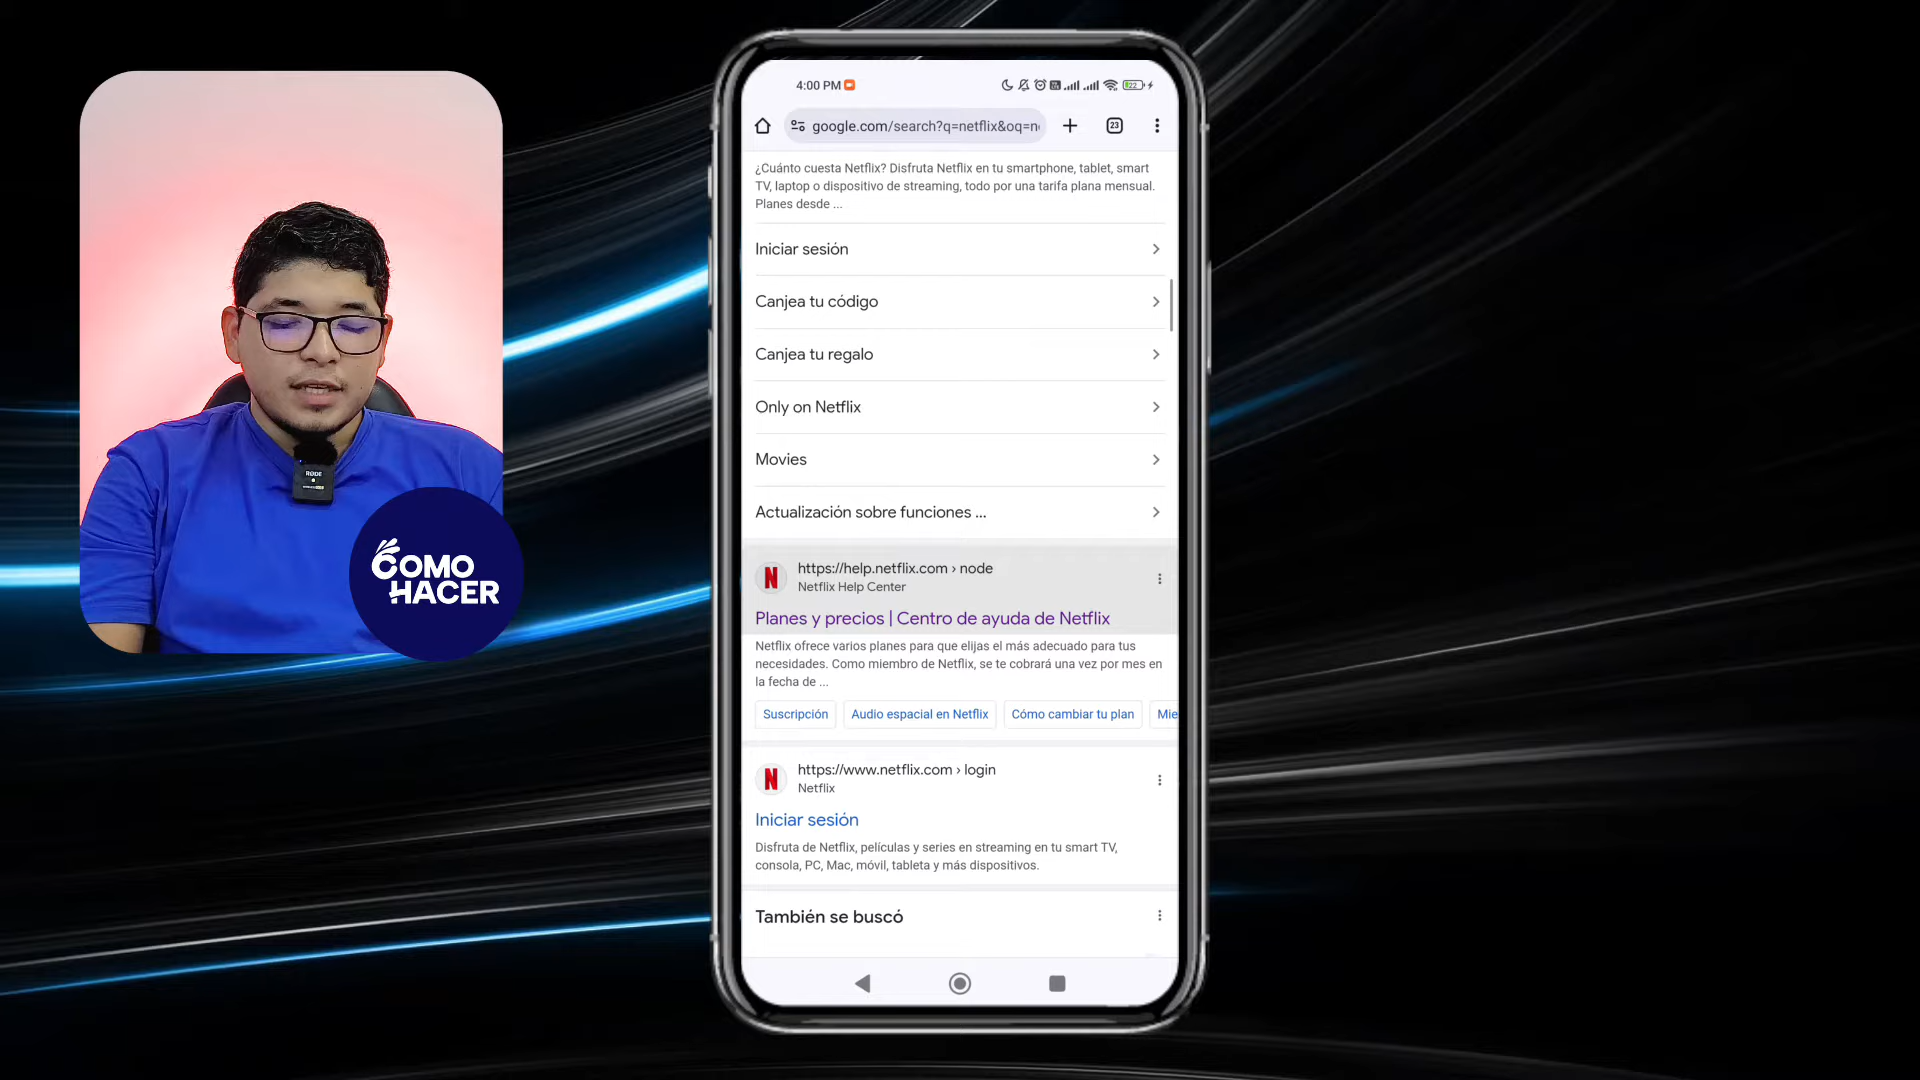 4:00 PM
22
google.com/search?q=netflix&oq=n
23
¿Cuánto cuesta Netflix? Disfruta Netflix en tu smartphone, tablet, smart
TV, laptop o dispositivo de streaming, todo por una tarifa plana mensual.
Planes desde ...
Iniciar sesión
Canjea tu código
Canjea tu regalo
Only on Netflix
Movies
Actualización sobre funciones ...
N
https://help.netflix.com › node
Netflix Help Center
Planes y precios | Centro de ayuda de Netflix
Netflix ofrece varios planes para que elijas el más adecuado para tus
necesidades. Como miembro de Netflix, se te cobrará una vez por mes en
la fecha de ...
Suscripción
Audio espacial en Netflix
Cómo cambiar tu plan
Mie
N
https://www.netflix.com › login
Netflix
Iniciar sesión
Disfruta de Netflix, películas y series en streaming en tu smart TV,
consola, PC, Mac, móvil, tableta y más dispositivos.
También se buscó
RØDE
COMO
HACER